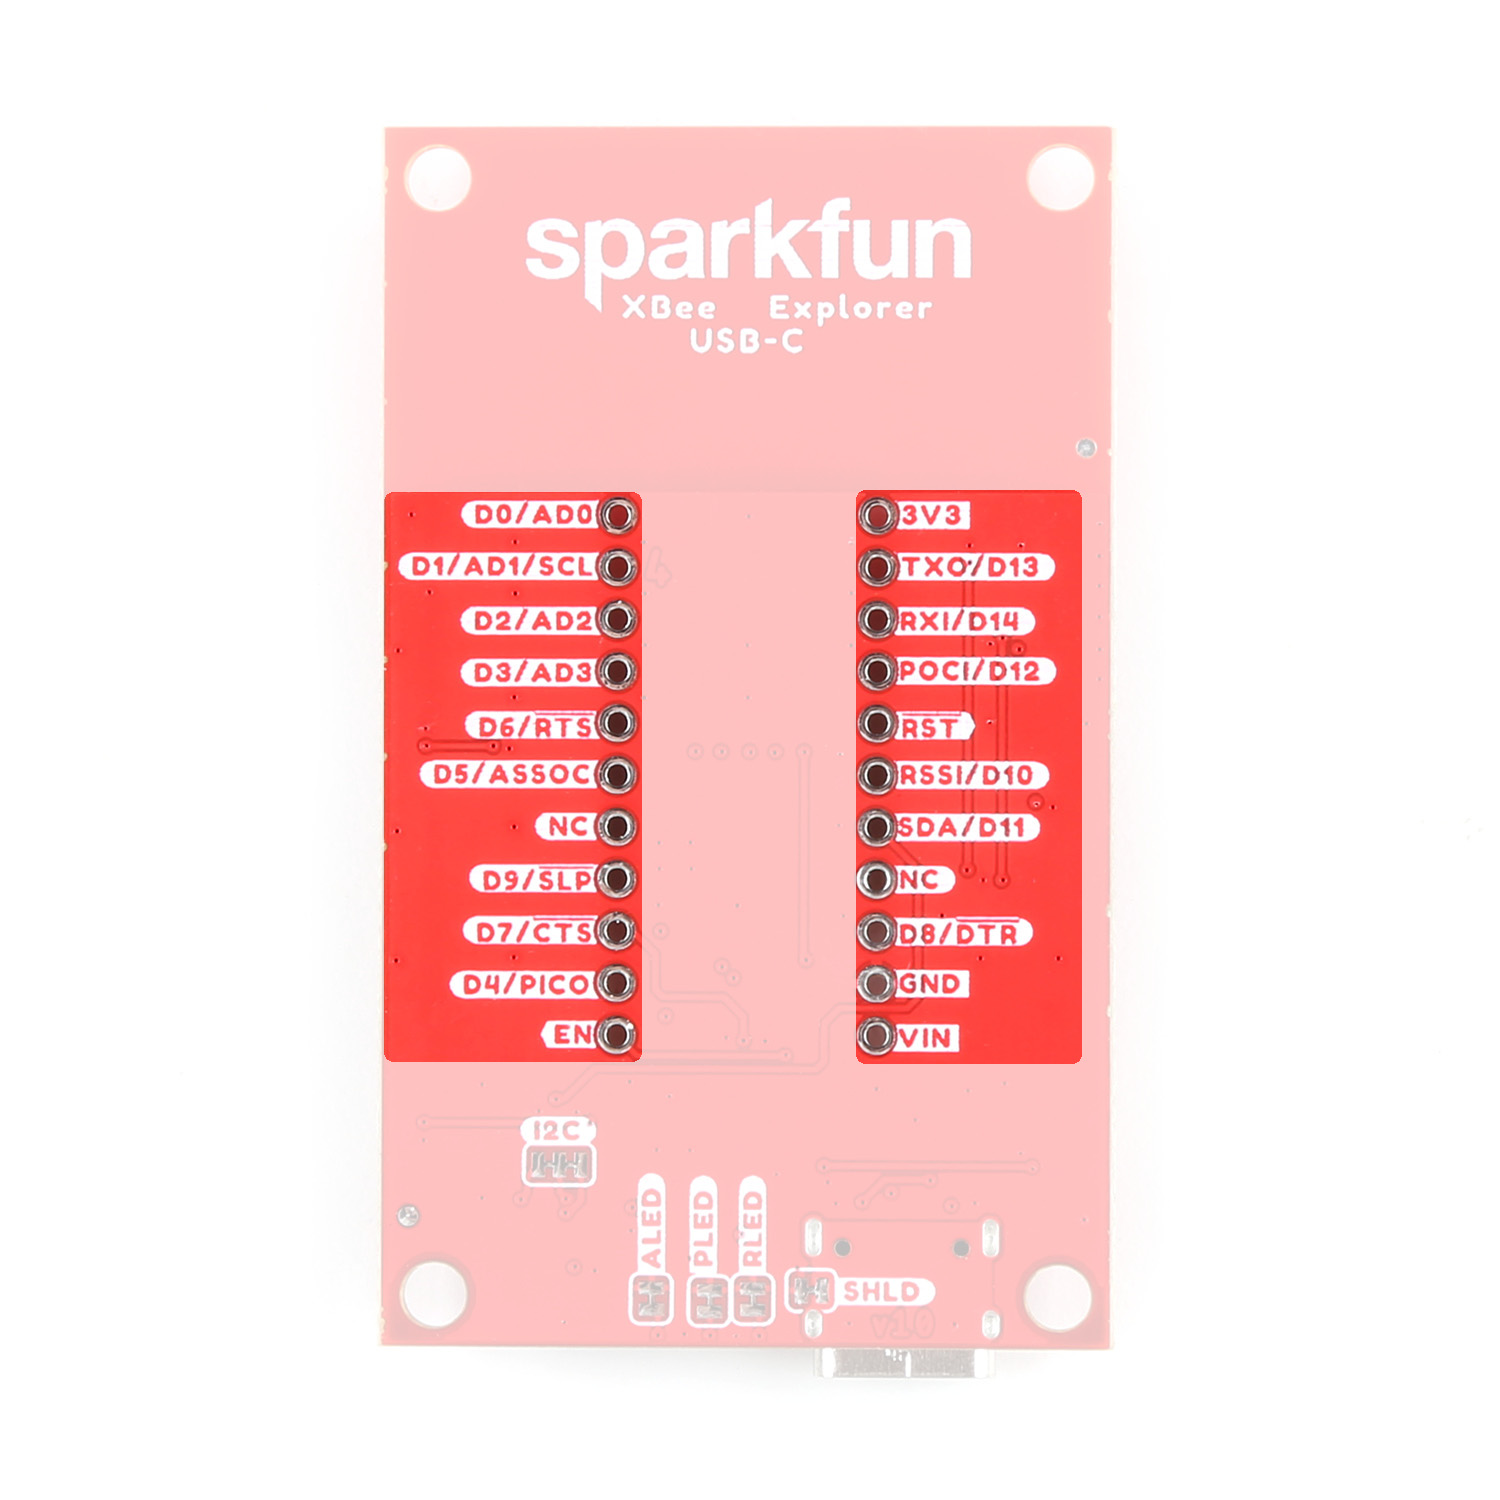 sparkfun
XBee Explorer
USB-C
D0/AD0
D1/AD1/SCL
D2/AD2
D3/AD3
D6/RTS
D5/ASSOC
NC
D9/SLP
D7/CTS
D4/PICO
EN
3V3
TXO/D13
RXI/D14
POCI/D12
RST
RSSI/D10
SDA/D11
NC
D8/DTR
GND
VIN
I2C
ALED
PLED
RLED
SHLD
v10